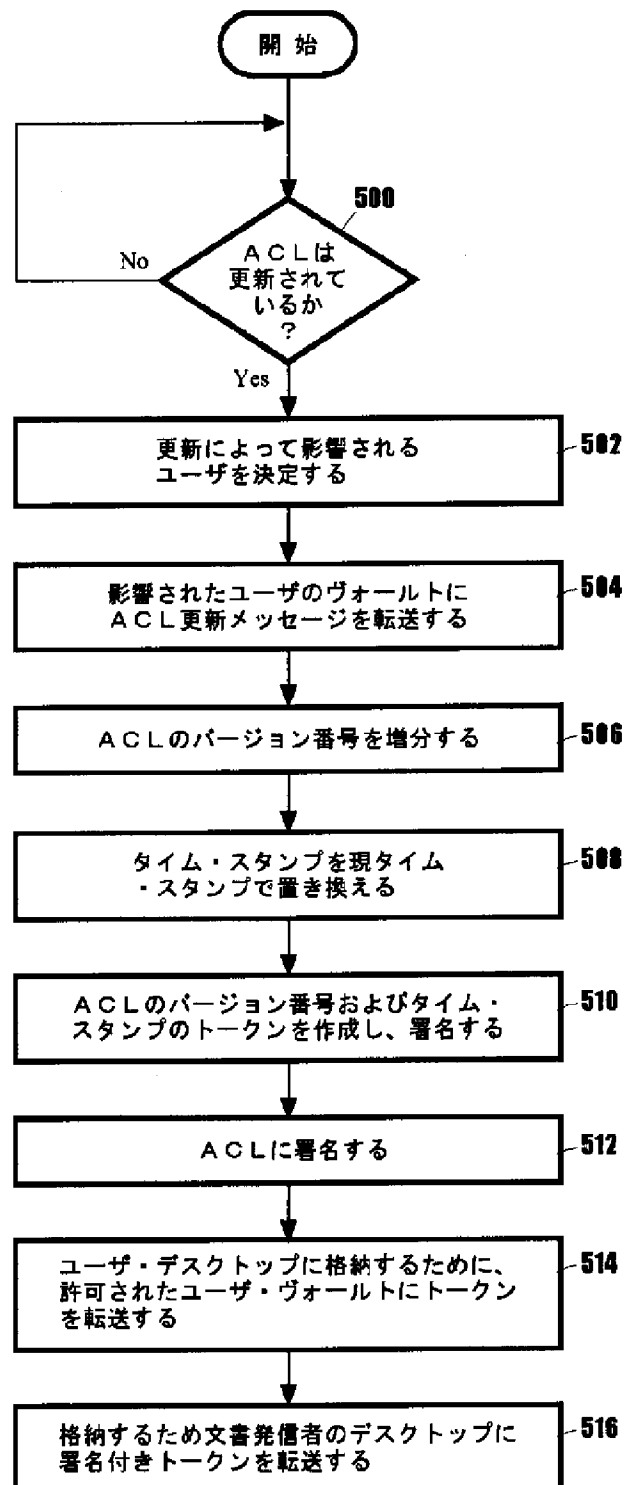 開 始
500
ACLは
更新されて
いるか
?
No
Yes
更新によって影響される
ユーザを決定する
502
影響されたユーザのヴォールトに
ACL更新メッセージを転送する
504
ACLのバージョン番号を増分する
506
タイム・スタンプを現タイム
・スタンプで置き換える
508
ACLのバージョン番号およびタイム・
スタンプのトークンを作成し、署名する
510
ACLに署名する
512
ユーザ・デスクトップに格納するために、
許可されたユーザ・ヴォールトにトークン
を転送する
514
格納するため文書発信者のデスクトップに
署名付きトークンを転送する
516